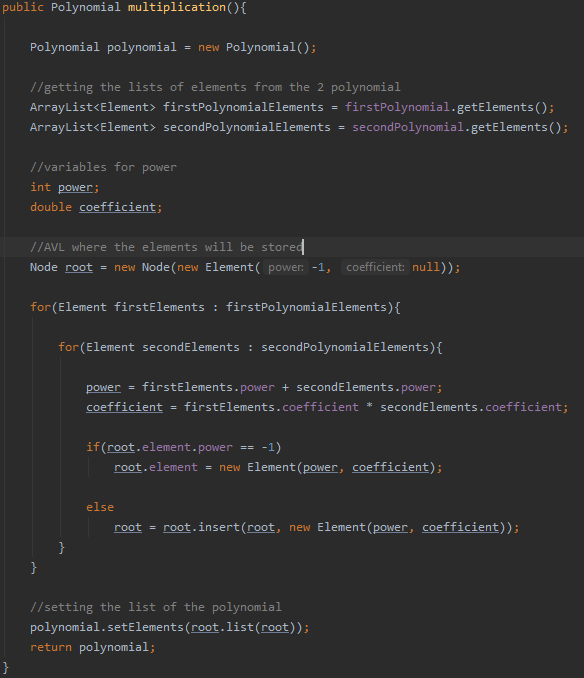 public Polynomial multiplication(){
Polynomial polynomial = new Polynomial();
//getting the lists of elements from the 2 polynomial
ArrayList<Element> firstPolynomialElements = firstPolynomial.getElements();
ArrayList<Element> secondPolynomialElements = secondPolynomial.getElements();
//variables for power
int power;
double coefficient;
//AVL where the elements will be stored
Node root = new Node(new Element( power: -1, coefficient: null));
for(Element firstElements : firstPolynomialElements){
for(Element secondElements : secondPolynomialElements){
power = firstElements.power + secondElements.power;
coefficient = firstElements.coefficient * secondElements.coefficient;
if(root.element.power == -1)
root.element = new Element(power, coefficient);
else
root = root.insert(root, new Element(power, coefficient));
}
}
//setting the list of the polynomial
polynomial.setElements(root.list(root));
return polynomial;
}